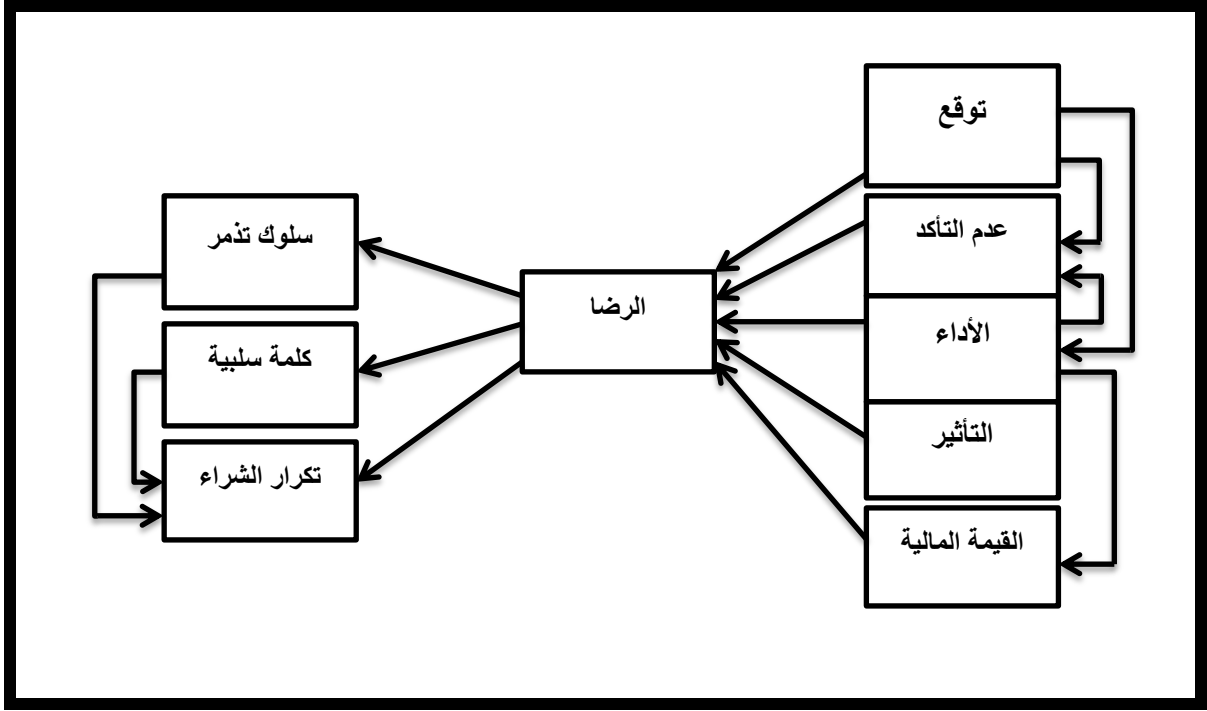 توقع
عدم التأكد
الأداء
التأثير
القيمة المالية
الرضا
سلوك تذمر
كلمة سلبية
تكرار الشراء